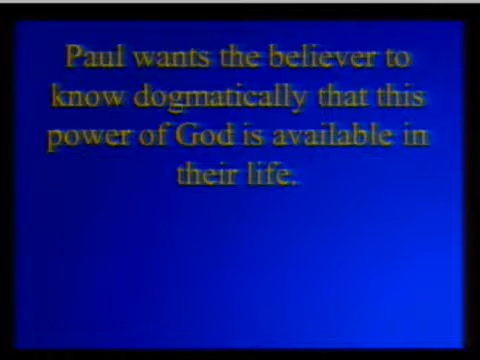 Paul wants the believer to
know dogmatically that this
power of God is available in
their life.